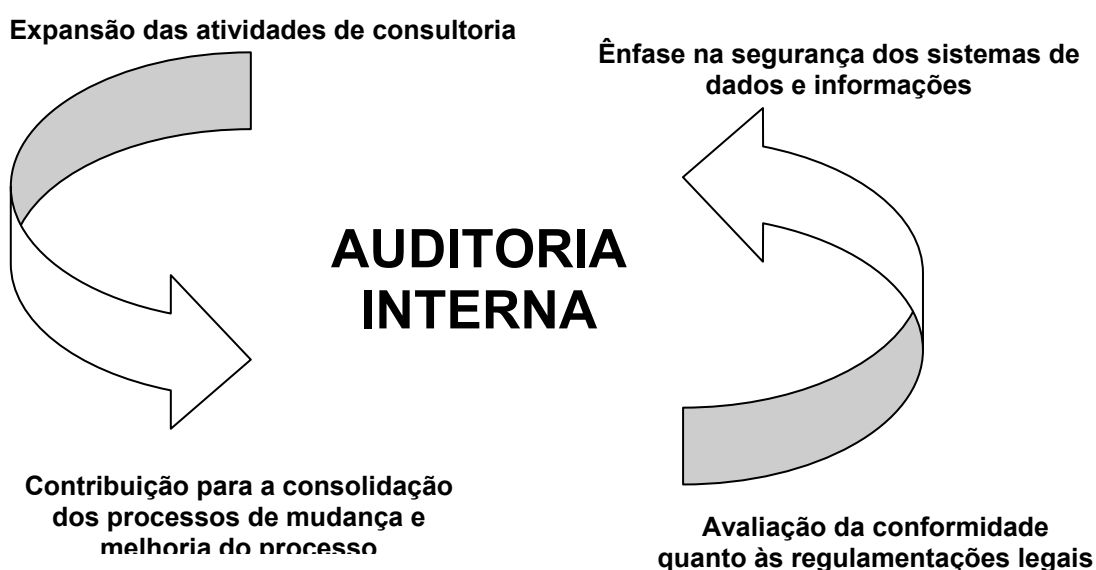 Expansão das atividades de consultoria
Ênfase na segurança dos sistemas de
dados e informações
AUDITORIA
INTERNA
Contribuição para a consolidação
dos processos de mudança e
melhoria do processo
Avaliação da conformidade
quanto às regulamentações legais